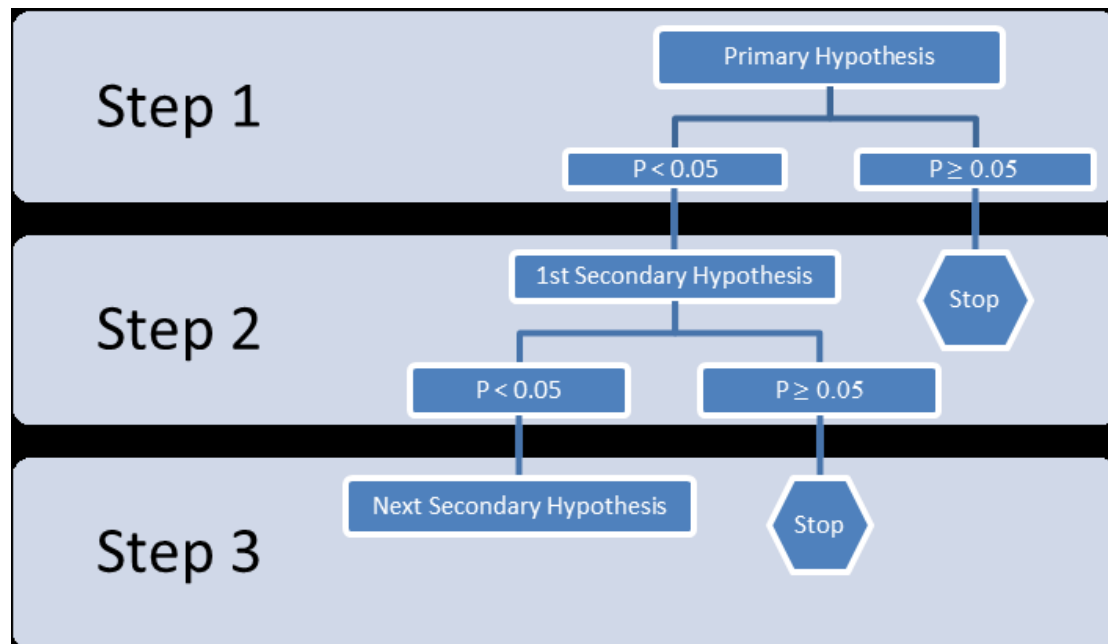 Step 1
Primary Hypothesis
P < 0.05
P ≥ 0.05
Step 2
1st Secondary Hypothesis
Stop
P < 0.05
P ≥ 0.05
Step 3
Next Secondary Hypothesis
Stop